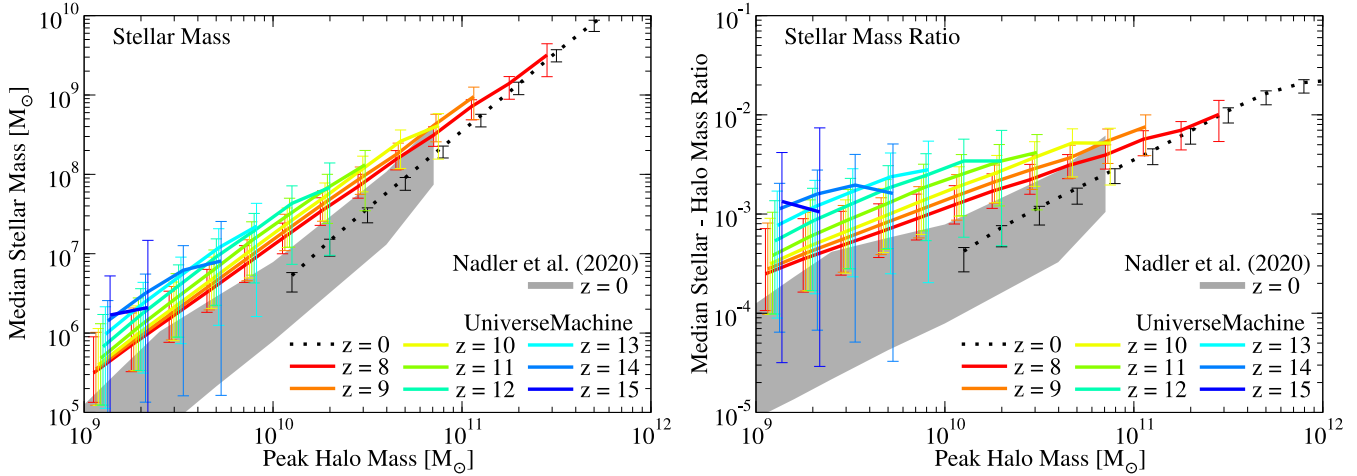 Stellar Mass
Median Stellar Mass [M⊙]
10^10
10^9
10^8
10^7
10^6
10^5
Nadler et al. (2020)
z = 0
UniverseMachine
z = 0
z = 10
z = 13
z = 8
z = 11
z = 14
z = 9
z = 12
z = 15
10^9
10^10
10^11
10^12
Peak Halo Mass [M⊙]
Stellar Mass Ratio
Median Stellar - Halo Mass Ratio
10^-1
10^-2
10^-3
10^-4
10^-5
Nadler et al. (2020)
z = 0
UniverseMachine
z = 0
z = 10
z = 13
z = 8
z = 11
z = 14
z = 9
z = 12
z = 15
10^9
10^10
10^11
10^12
Peak Halo Mass [M⊙]